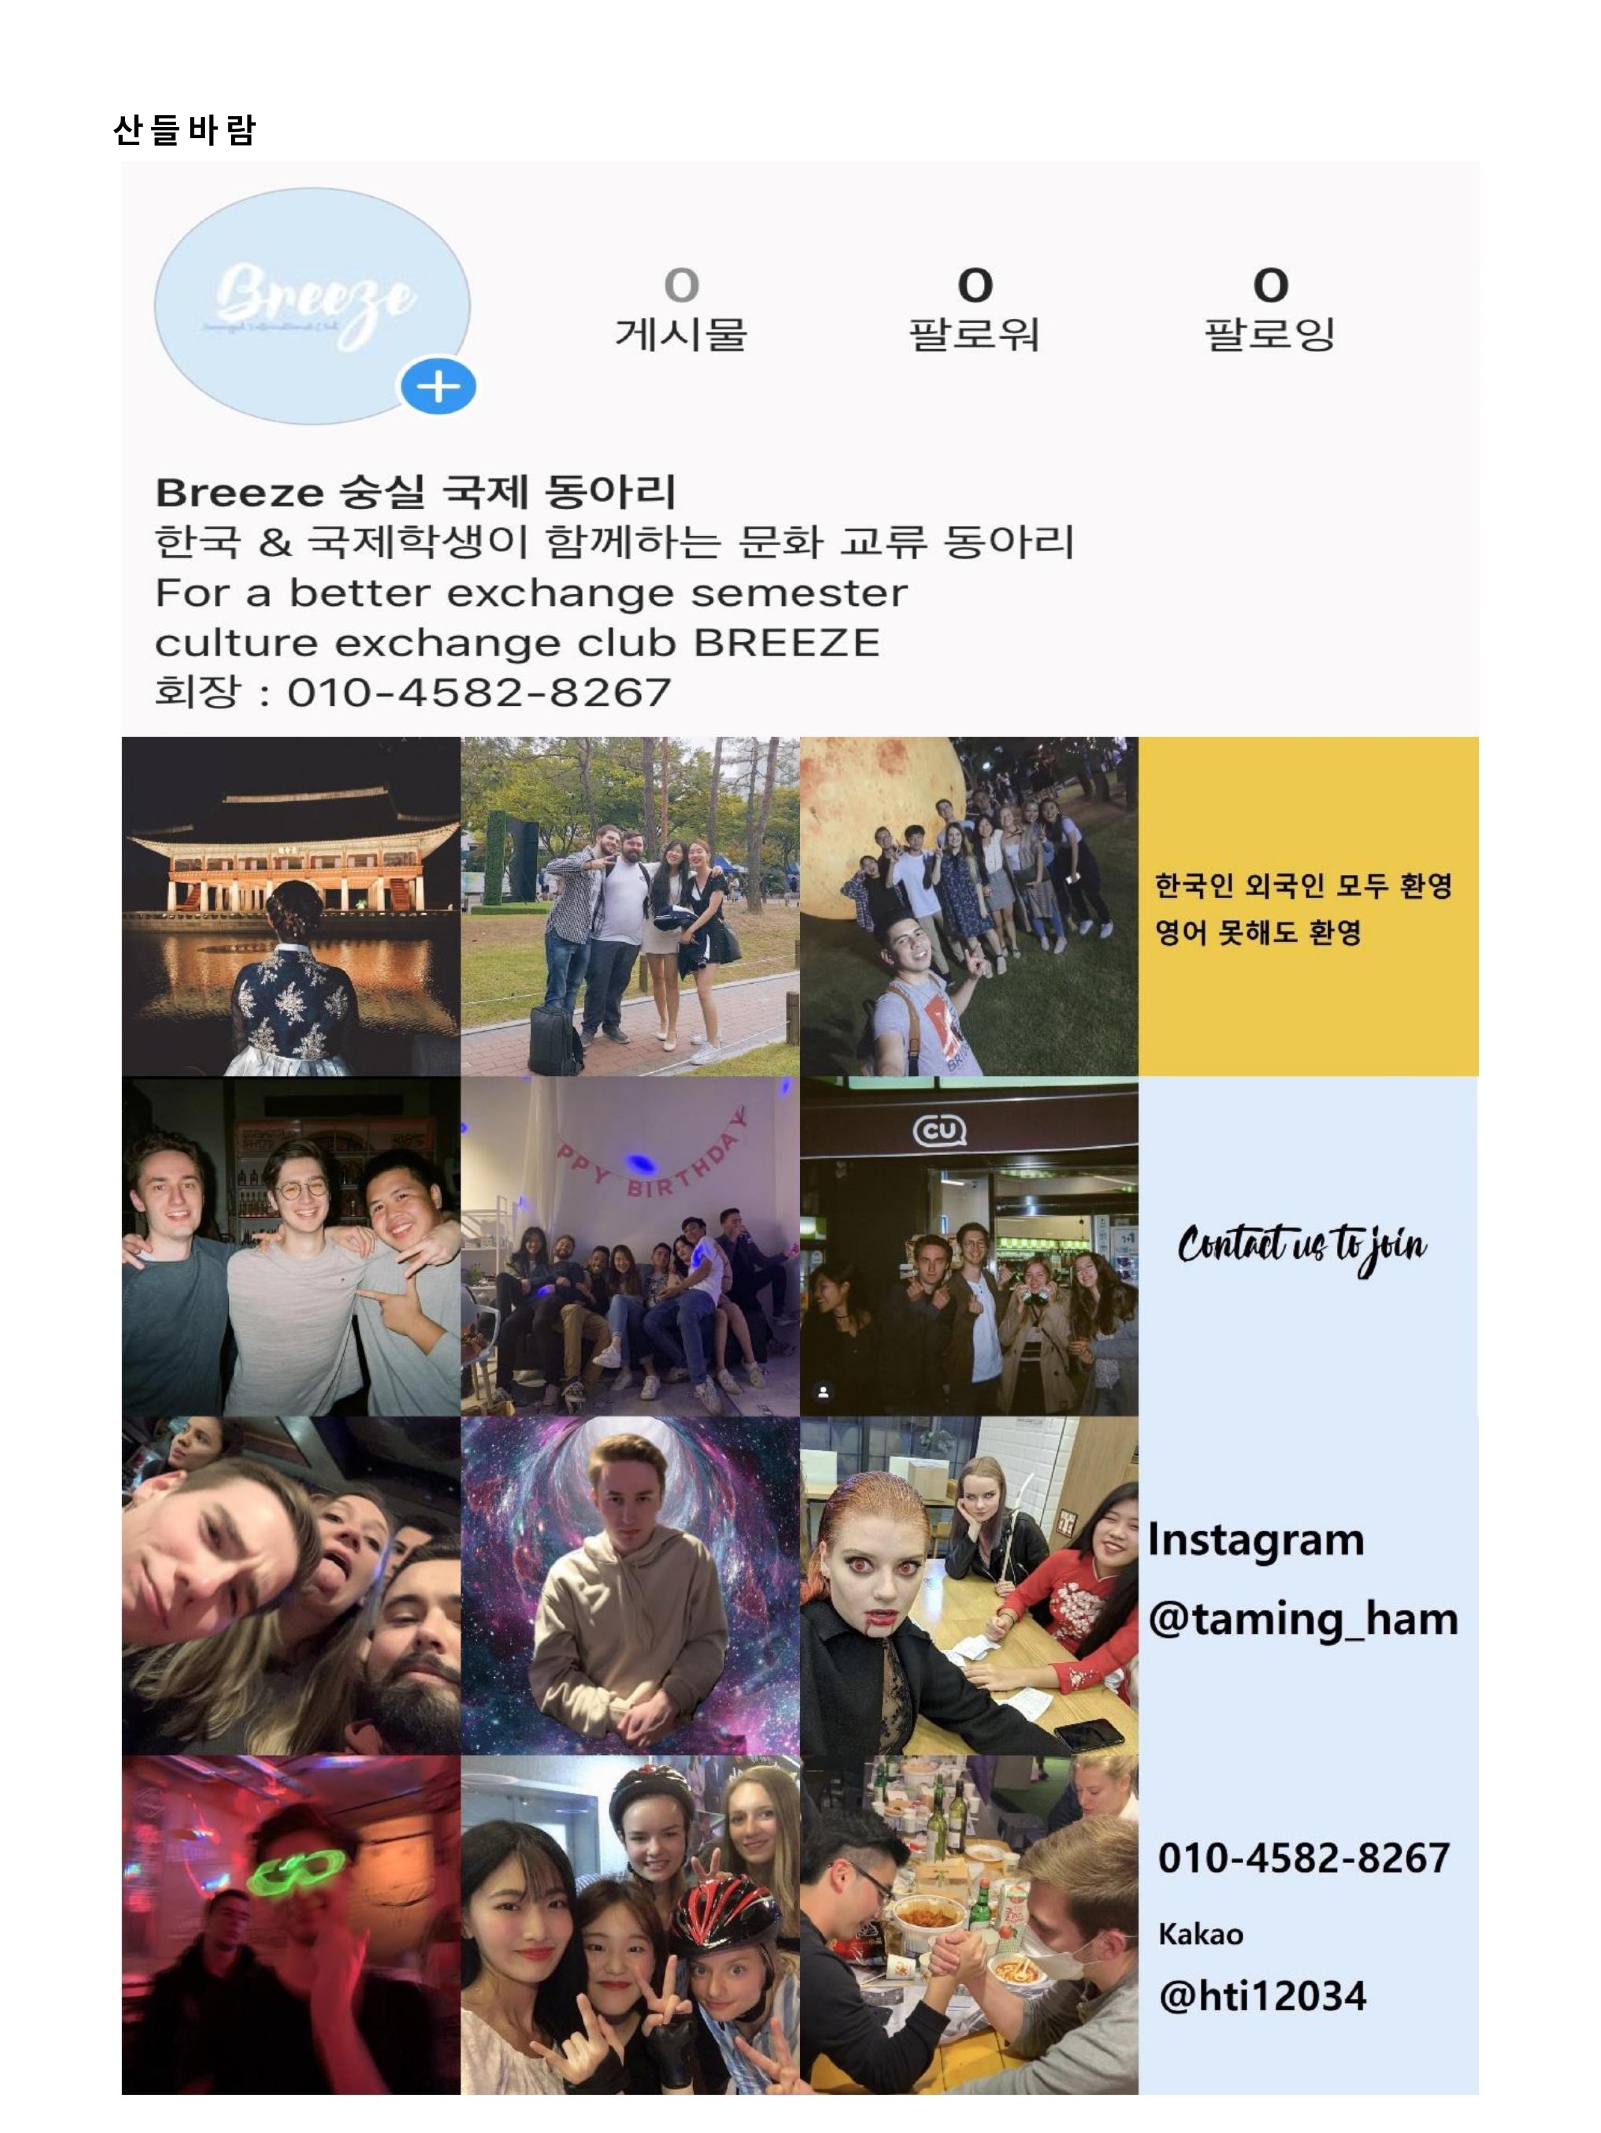 산들바람
Breeze
0 0 0
게시물 팔로워 팔로잉
Breeze 숭실 국제 동아리
한국 & 국제학생이 함께하는 문화 교류 동아리
For a better exchange semester
culture exchange club BREEZE
회장 : 010-4582-8267
한국인 외국인 모두 환영
영어 못해도 환영
PPY BIRTHDAY
CU
Contact us to join
Instagram
@taming_ham
010-4582-8267
Kakao
@hti12034